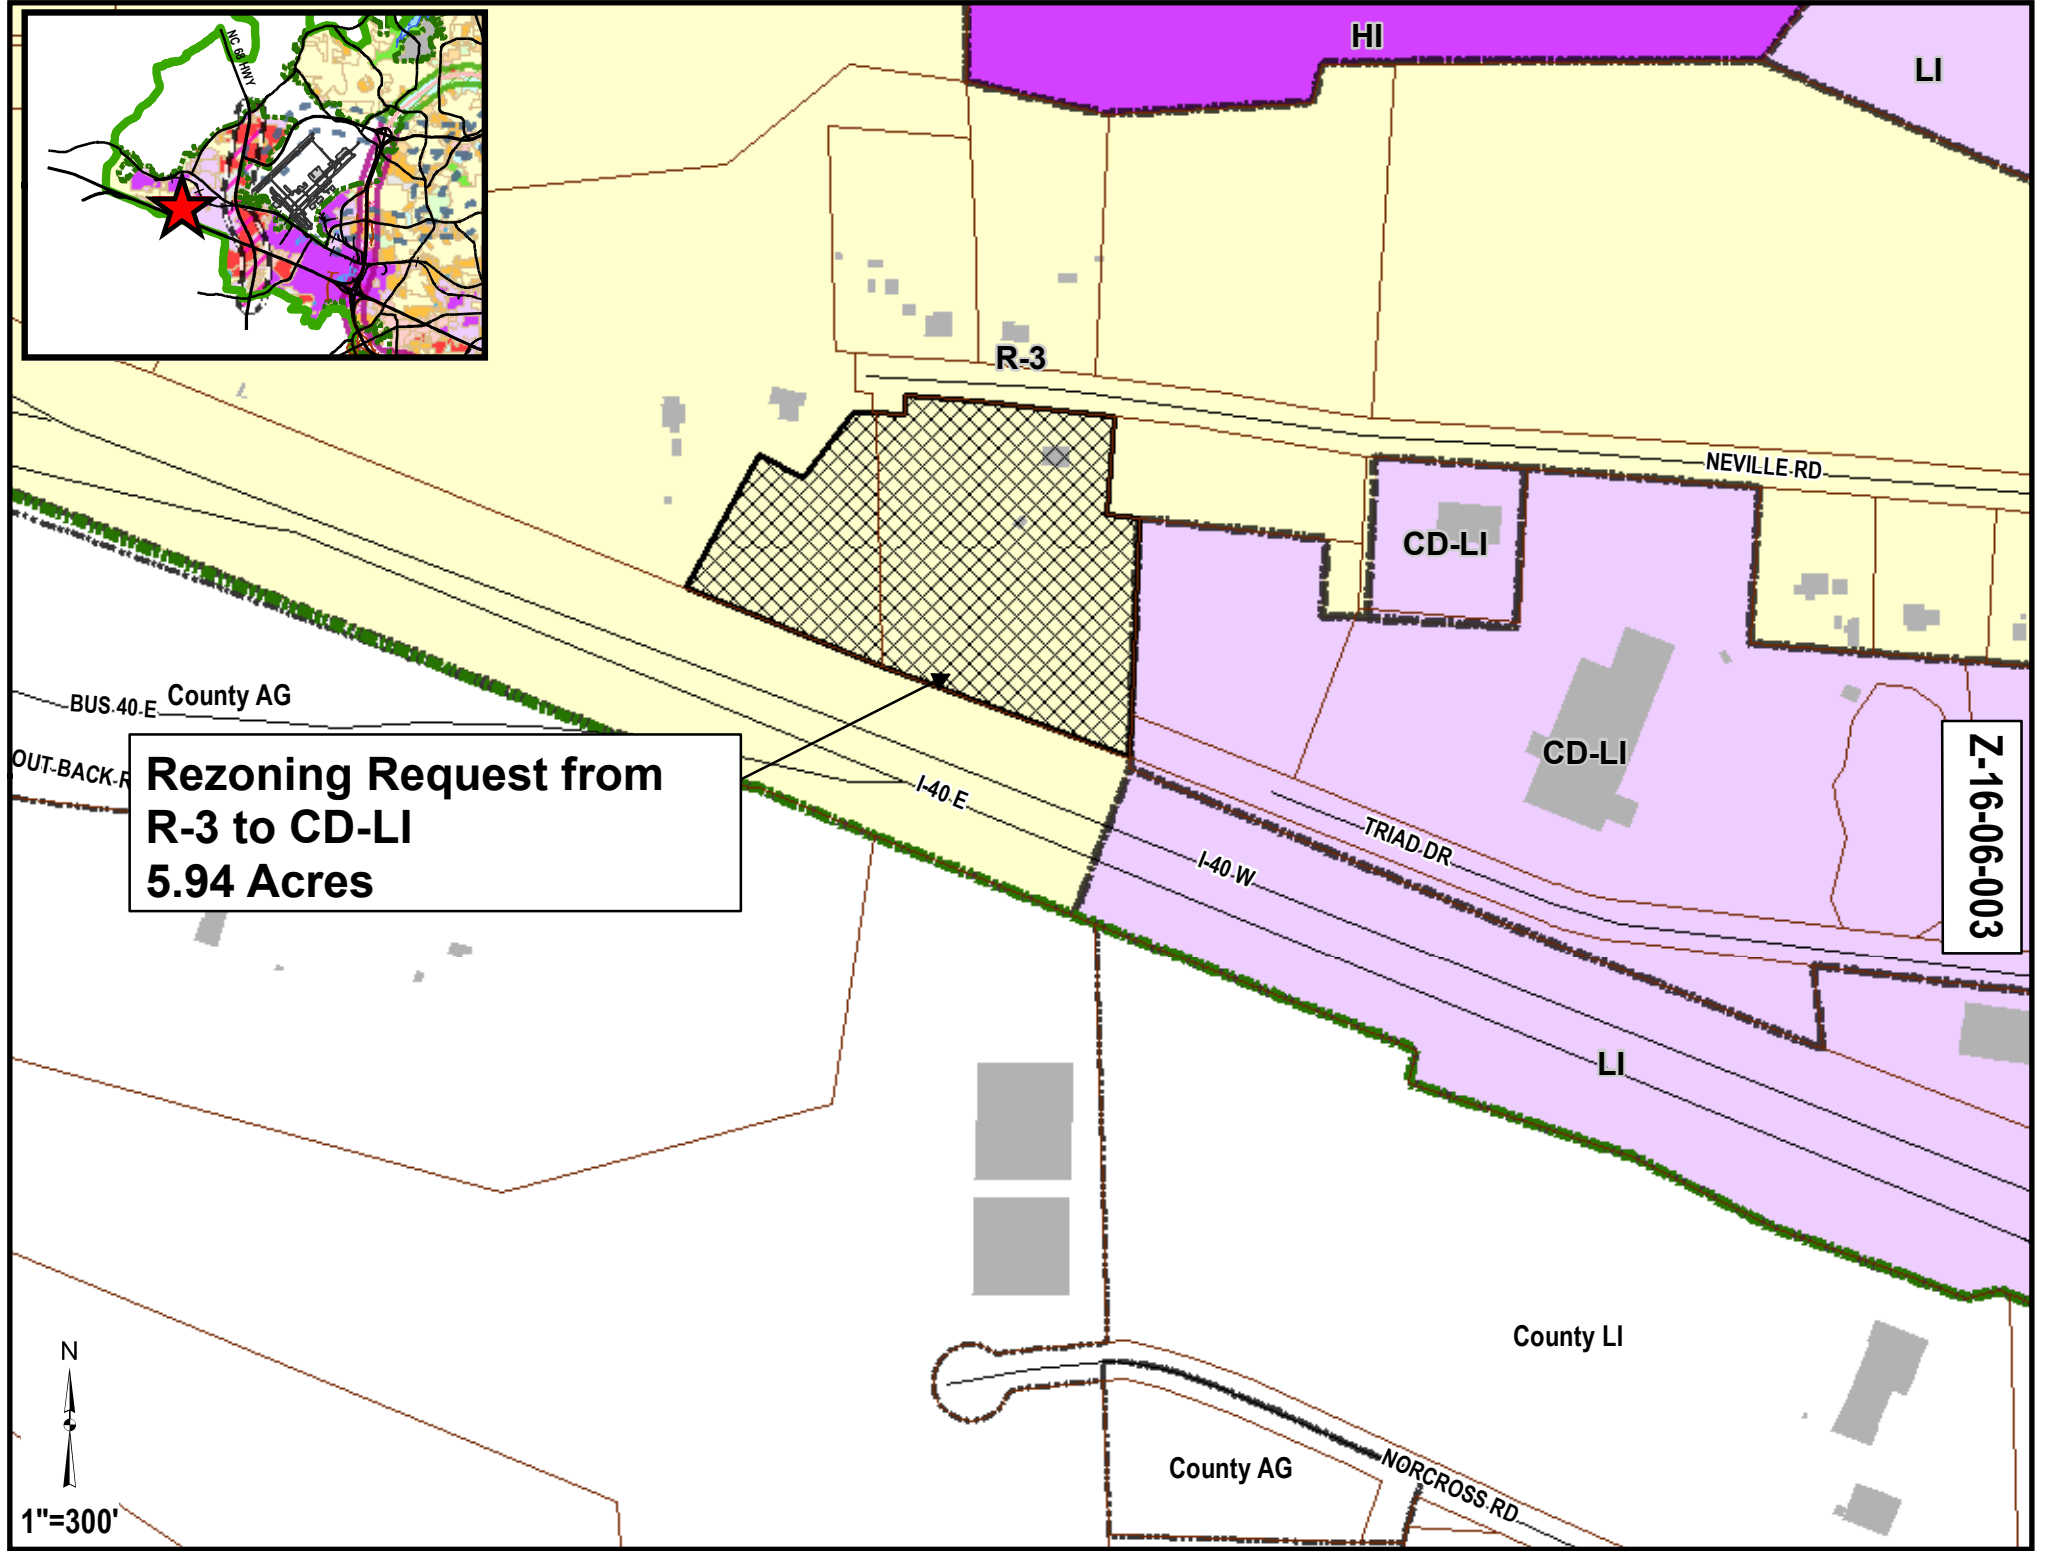 NC 68 HWY
HI
LI
R-3
NEVILLE RD
CD-LI
County AG
BUS 40 E
OUT-BACK-R
Rezoning Request from
R-3 to CD-LI
5.94 Acres
CD-LI
Z-16-06-003
I-40 E
TRIAD DR
I-40 W
LI
County LI
N
County AG
NORCROSS RD
1"=300'